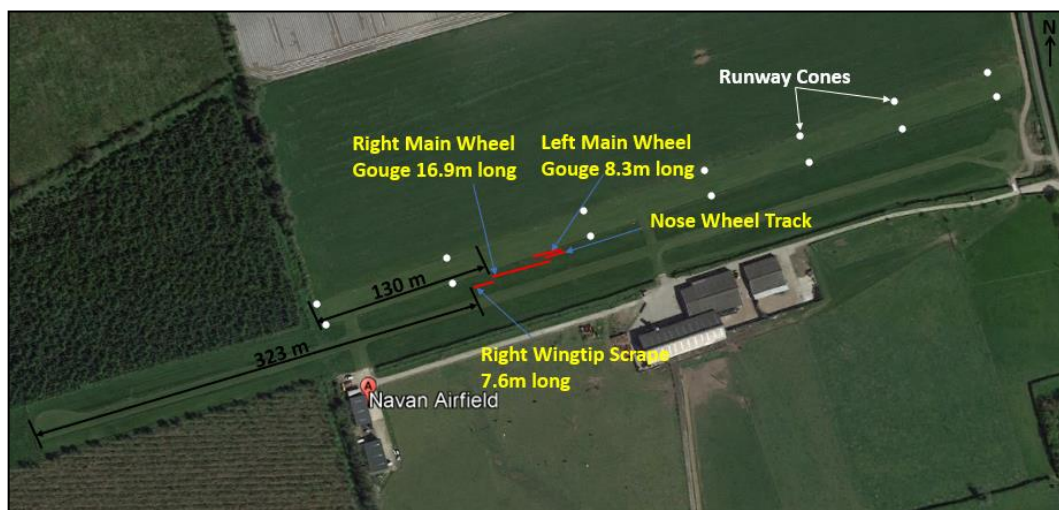 N
Runway Cones
Right Main Wheel
Gouge 16.9m long
Left Main Wheel
Gouge 8.3m long
Nose Wheel Track
130 m
323 m
Right Wingtip Scrape
7.6m long
A
Navan Airfield